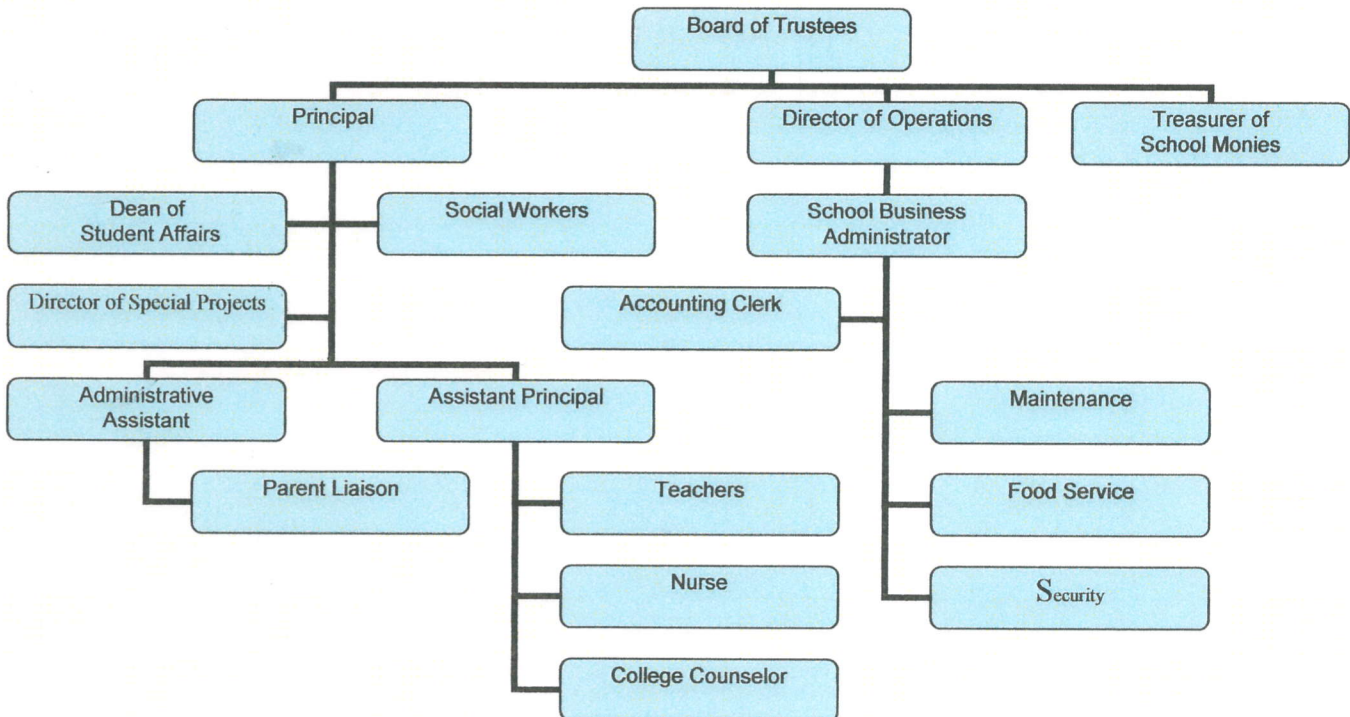 Board of Trustees
Principal
Director of Operations
Treasurer of
School Monies
Dean of
Student Affairs
Social Workers
School Business
Administrator
Director of Special Projects
Accounting Clerk
Administrative
Assistant
Assistant Principal
Maintenance
Parent Liaison
Teachers
Food Service
Nurse
Security
College Counselor